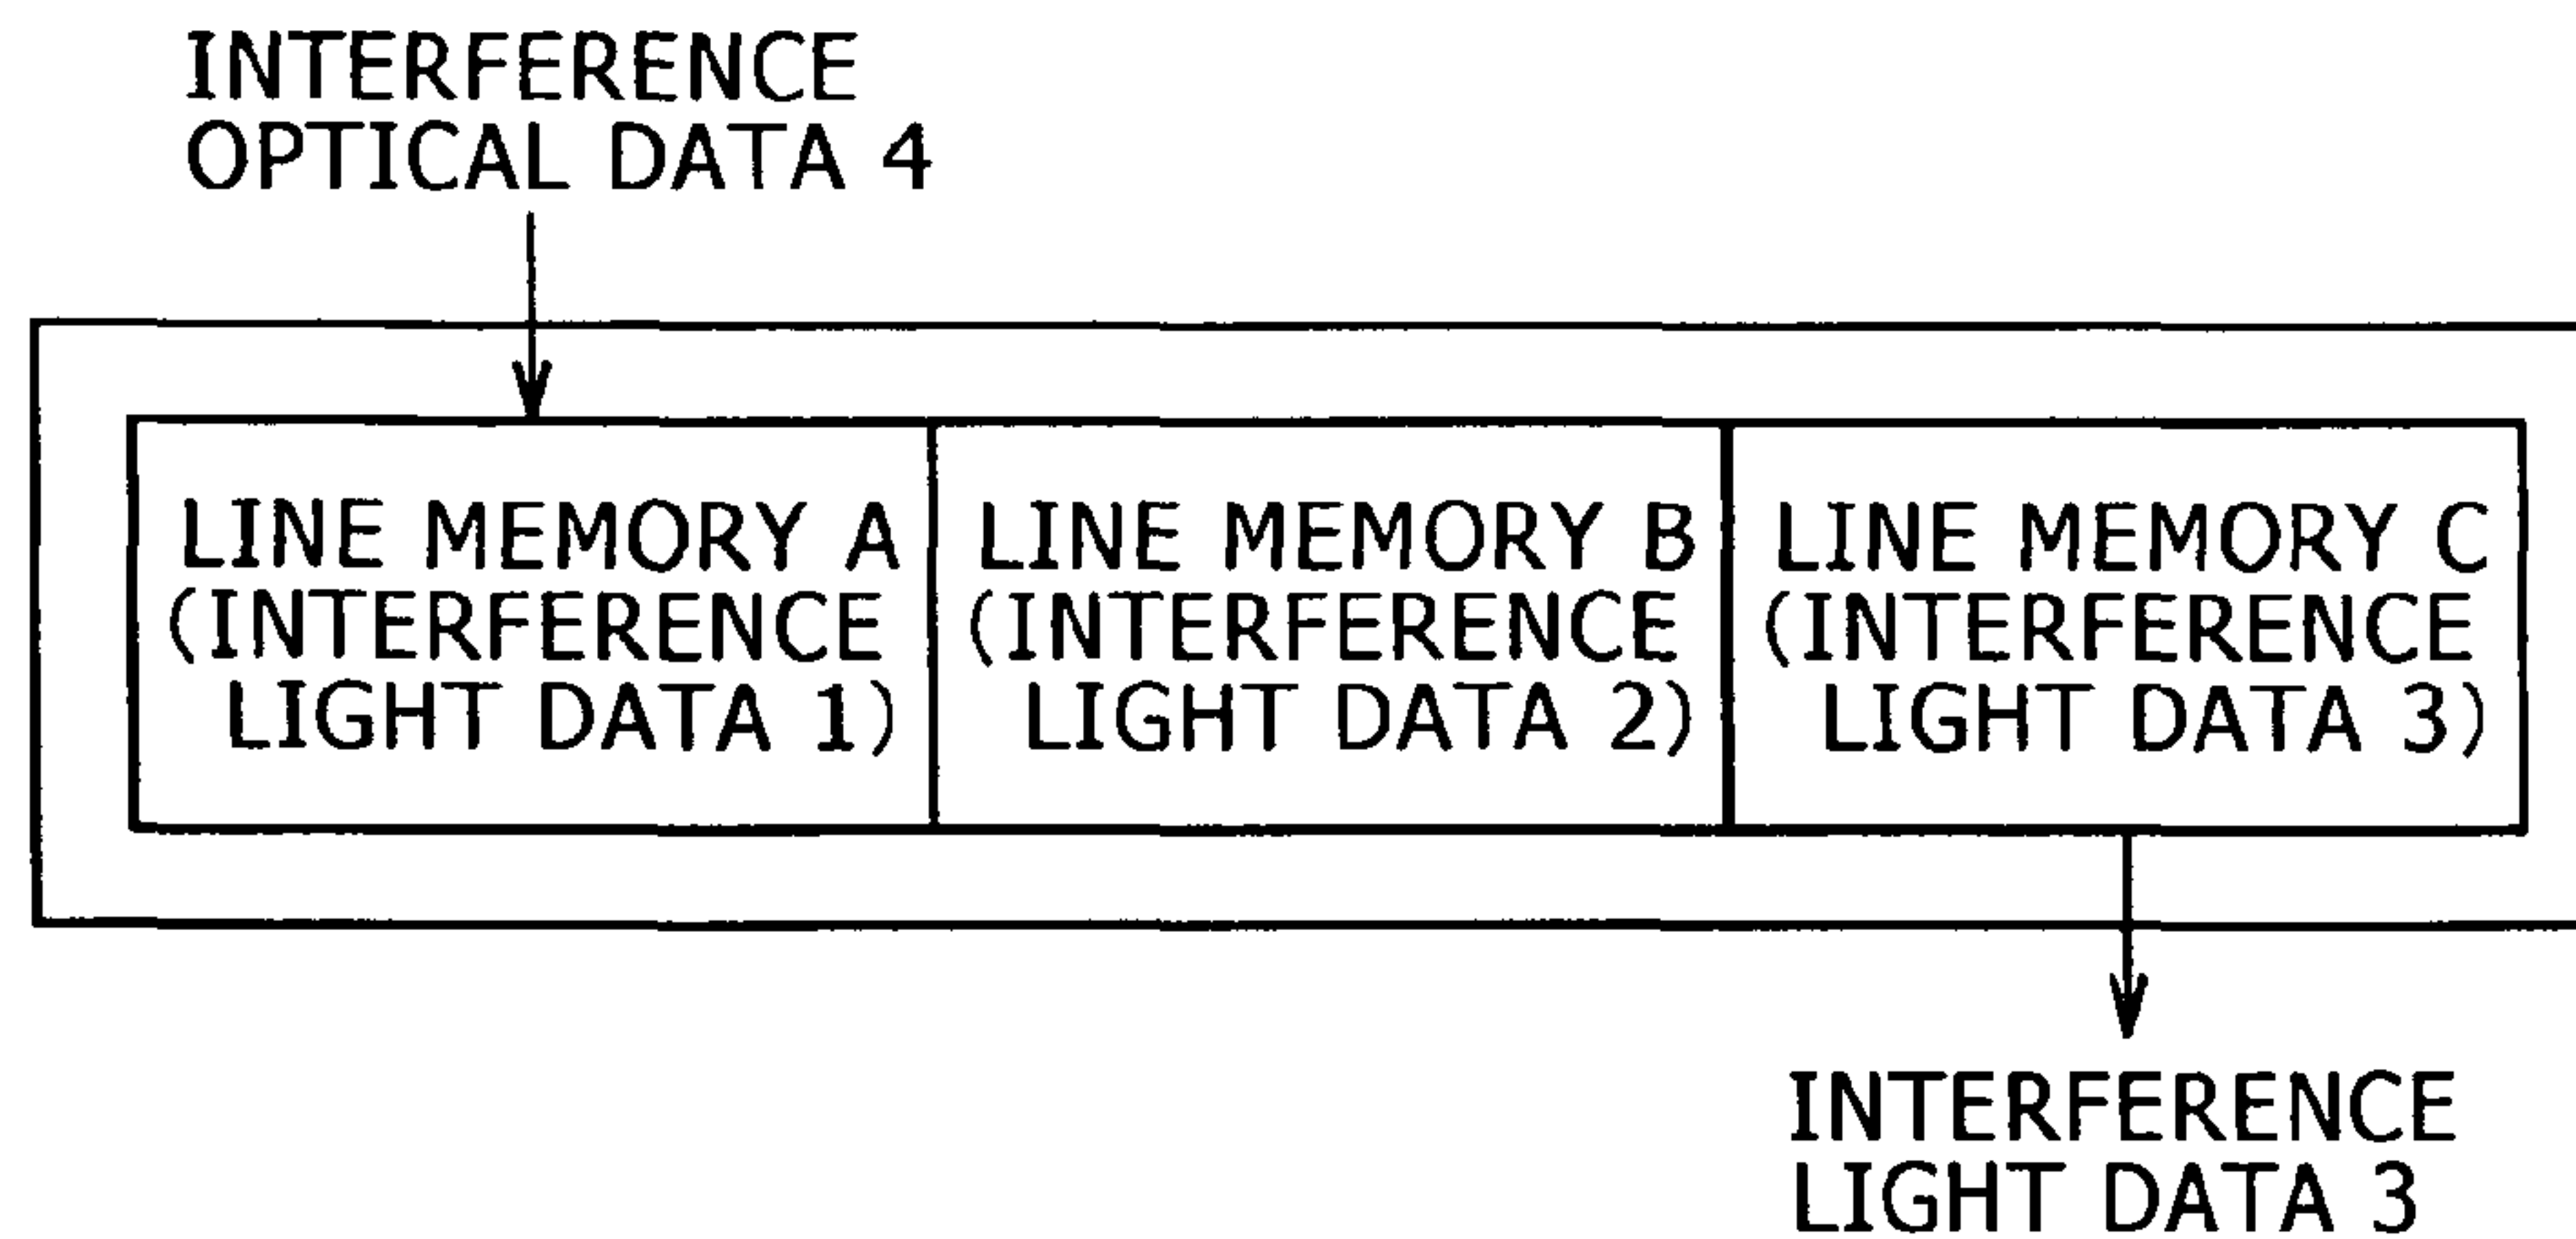 INTERFERENCE
OPTICAL DATA 4
LINE MEMORY A
(INTERFERENCE
LIGHT DATA 1)
LINE MEMORY B
(INTERFERENCE
LIGHT DATA 2)
LINE MEMORY C
(INTERFERENCE
LIGHT DATA 3)
INTERFERENCE
LIGHT DATA 3